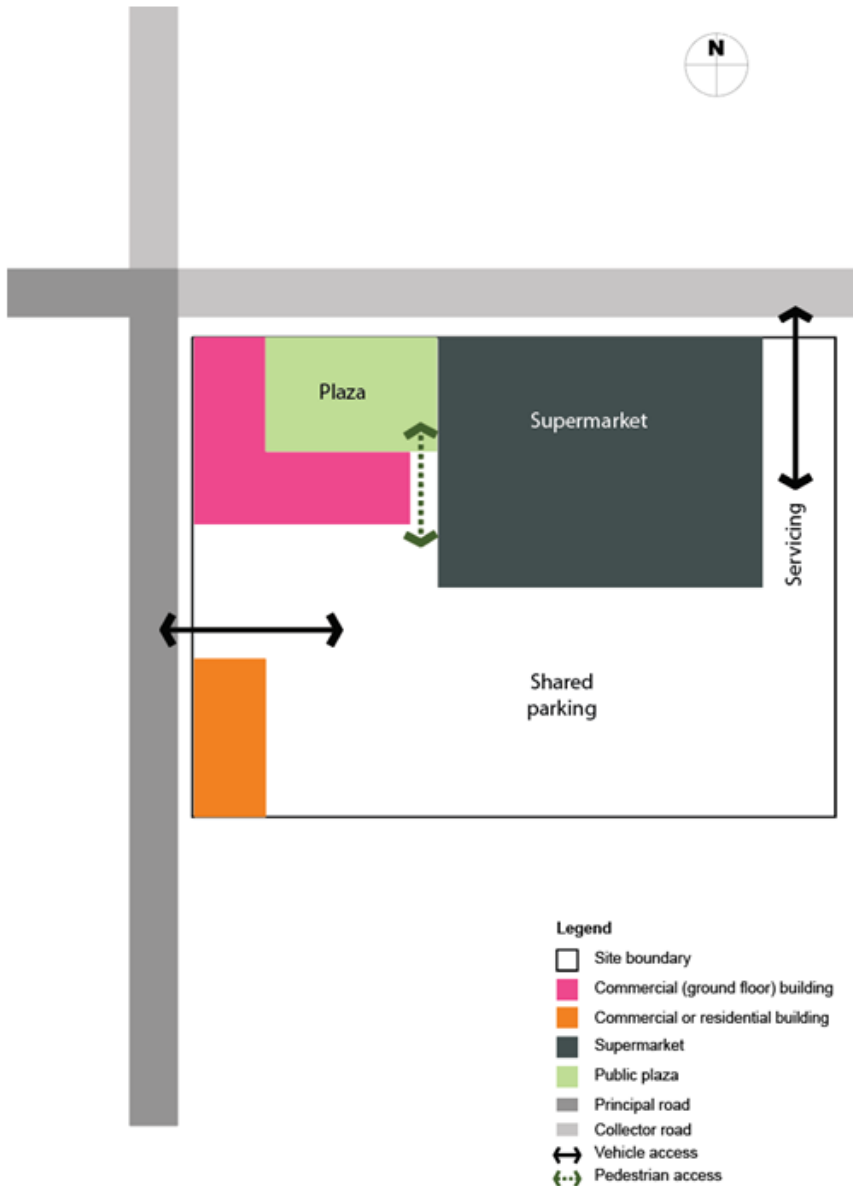 N
Plaza
Supermarket
Servicing
Shared
parking
Legend
Site boundary
Commercial (ground floor) building
Commercial or residential building
Supermarket
Public plaza
Principal road
Collector road
Vehicle access
Pedestrian access